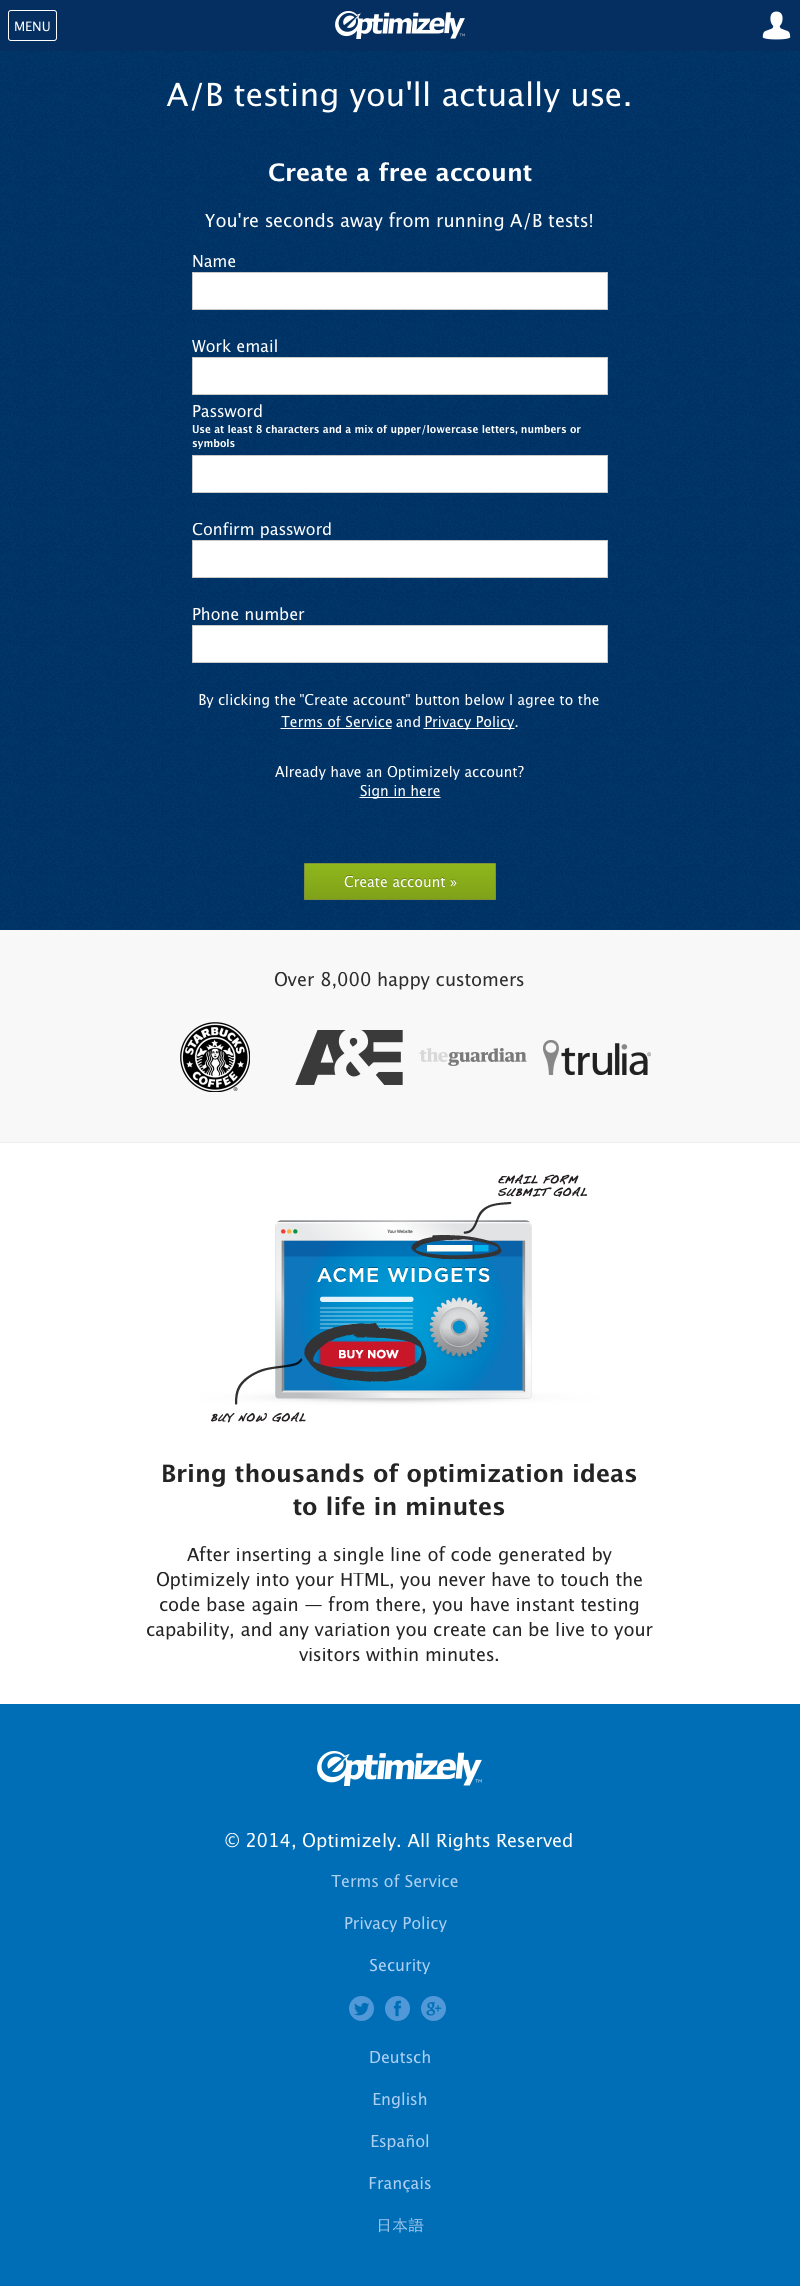 MENU
Optimizely™
A/B testing you'll actually use.
Create a free account
You're seconds away from running A/B tests!
Name
Work email
Password
Use at least 8 characters and a mix of upper/lowercase letters, numbers or
symbols
Confirm password
Phone number
By clicking the "Create account" button below I agree to the
Terms of Service and Privacy Policy.
Already have an Optimizely account?
Sign in here
Create account »
Over 8,000 happy customers
STARBUCKS
COFFEE
A&E
theguardian
trulia
EMAIL FORM
SUBMIT GOAL
Your Website
ACME WIDGETS
BUY NOW
BUY NOW GOAL
Bring thousands of optimization ideas
to life in minutes
After inserting a single line of code generated by
Optimizely into your HTML, you never have to touch the
code base again — from there, you have instant testing
capability, and any variation you create can be live to your
visitors within minutes.
Optimizely™
© 2014, Optimizely. All Rights Reserved
Terms of Service
Privacy Policy
Security
Deutsch
English
Español
Français
日本語